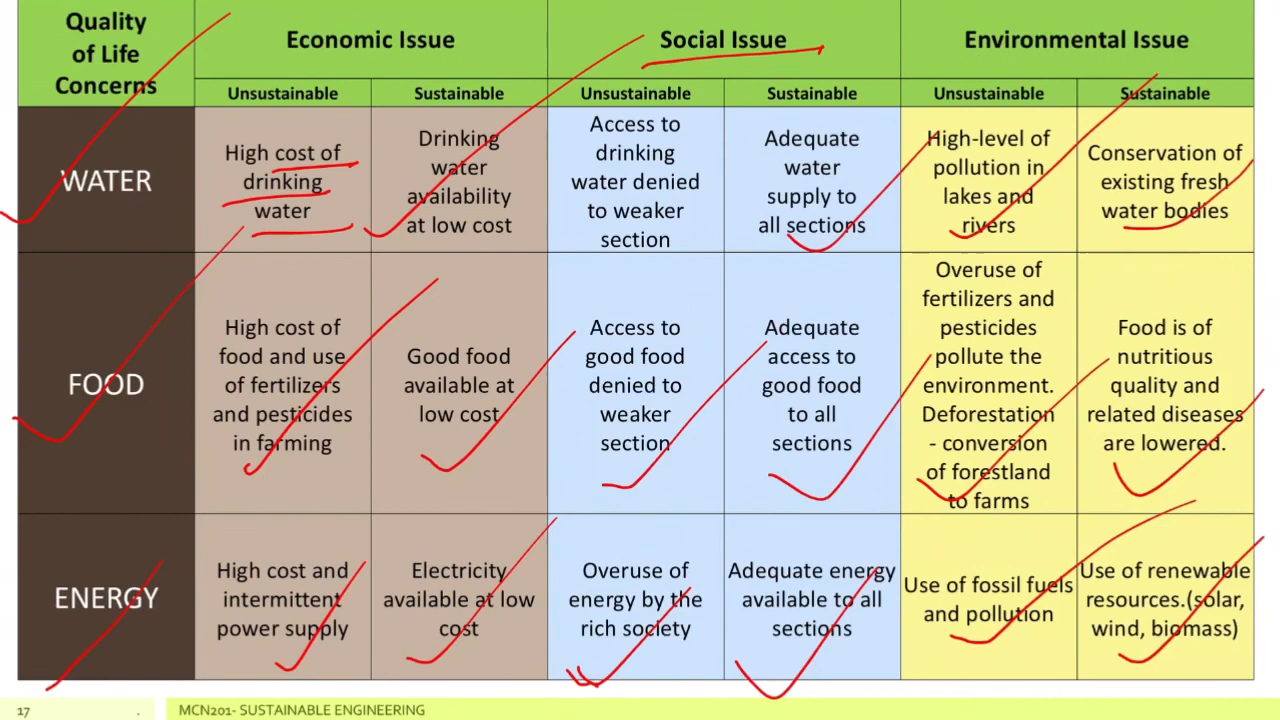 Quality
of Life
Concerns
Economic Issue
Social Issue
Environmental Issue
Unsustainable
Sustainable
Unsustainable
Sustainable
Unsustainable
Sustainable
WATER
High cost of
drinking
water
Drinking
water
availability
at low cost
Access to
drinking
water denied
to weaker
section
Adequate
water
supply to
all sections
High-level of
pollution in
lakes and
rivers
Conservation of
existing fresh
water bodies
FOOD
High cost of
food and use
of fertilizers
and pesticides
in farming
Good food
available at
low cost
Access to
good food
denied to
weaker
section
Adequate
access to
good food
to all
sections
Overuse of
fertilizers and
pesticides
pollute the
environment.
Deforestation
- conversion
of forestland
to farms
Food is of
nutritious
quality and
related diseases
are lowered.
ENERGY
High cost and
intermittent
power supply
Electricity
available at low
cost
Overuse of
energy by the
rich society
Adequate energy
available to all
sections
Use of fossil fuels
and pollution
Use of renewable
resources.(solar,
wind, biomass)
17
.
MCN201- SUSTAINABLE ENGINEERING